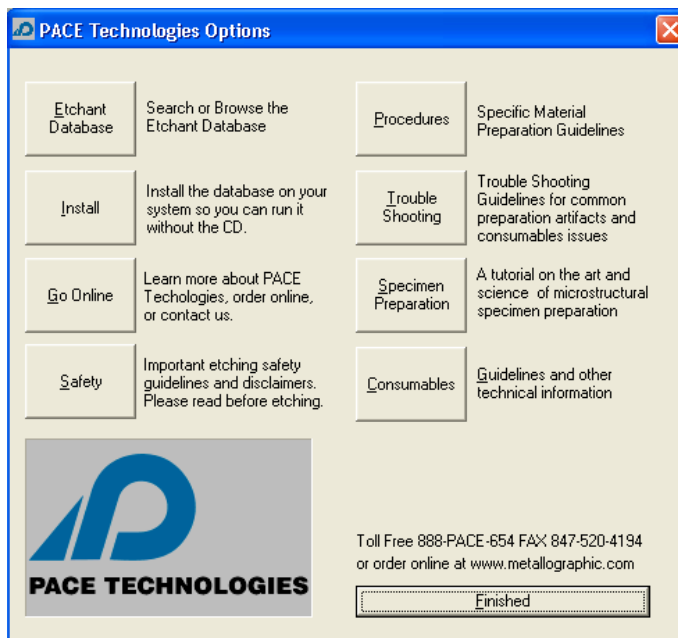 PACE Technologies Options
Etchant
Database
Search or Browse the
Etchant Database
Procedures
Specific Material
Preparation Guidelines
Install
Install the database on your
system so you can run it
without the CD.
Trouble
Shooting
Trouble Shooting
Guidelines for common
preparation artifacts and
consumables issues
Go Online
Learn more about PACE
Techologies, order online,
or contact us.
Specimen
Preparation
A tutorial on the art and
science of microstructural
specimen preparation
Safety
Important etching safety
guidelines and disclaimers.
Please read before etching.
Consumables
Guidelines and other
technical information
PACE TECHNOLOGIES
Toll Free 888-PACE-654 FAX 847-520-4194
or order online at www.metallographic.com
Finished